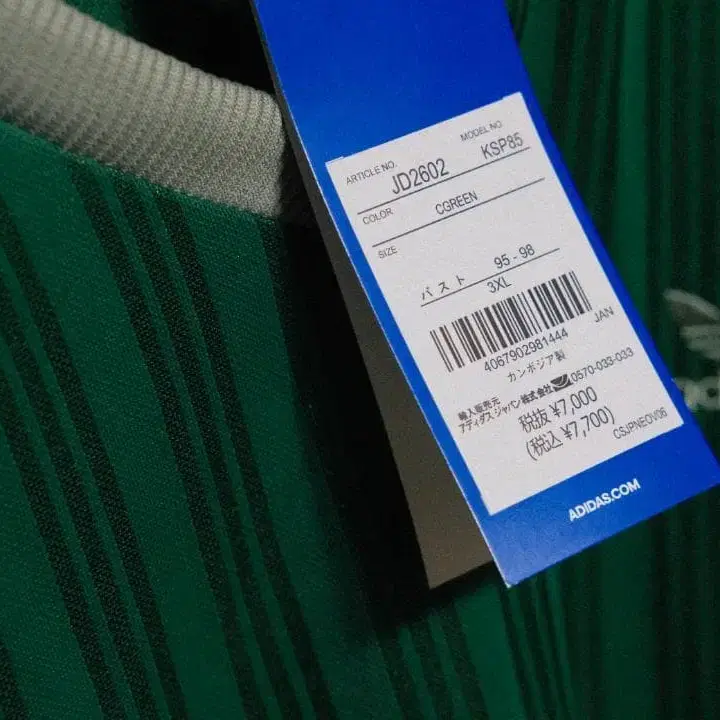 ARTICLE NO. JD2602 MODEL NO. KSP85
COLOR CGREEN
SIZE
バスト 95 - 98
3XL
JAN
4067902981444
カンボジア製
輸入販売元
アディダス ジャパン株式会社 0570-033-033
税抜 ¥7,000
(税込 ¥7,700)
CSJPNEOV06
ADIDAS.COM